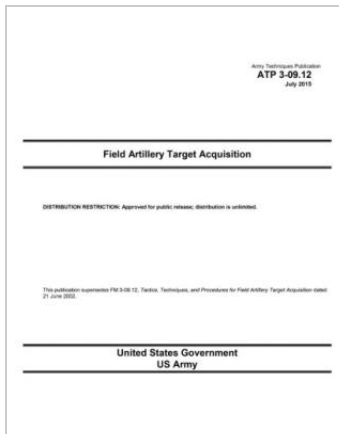 Army Techniques Publication
ATP 3-09.12
July 2015
Field Artillery Target Acquisition
DISTRIBUTION RESTRICTION: Approved for public release; distribution is unlimited.
This publication supersedes FM 3-09.12, Tactics, Techniques, and Procedures for Field Artillery Target Acquisition dated
21 June 2002.
United States Government
US Army